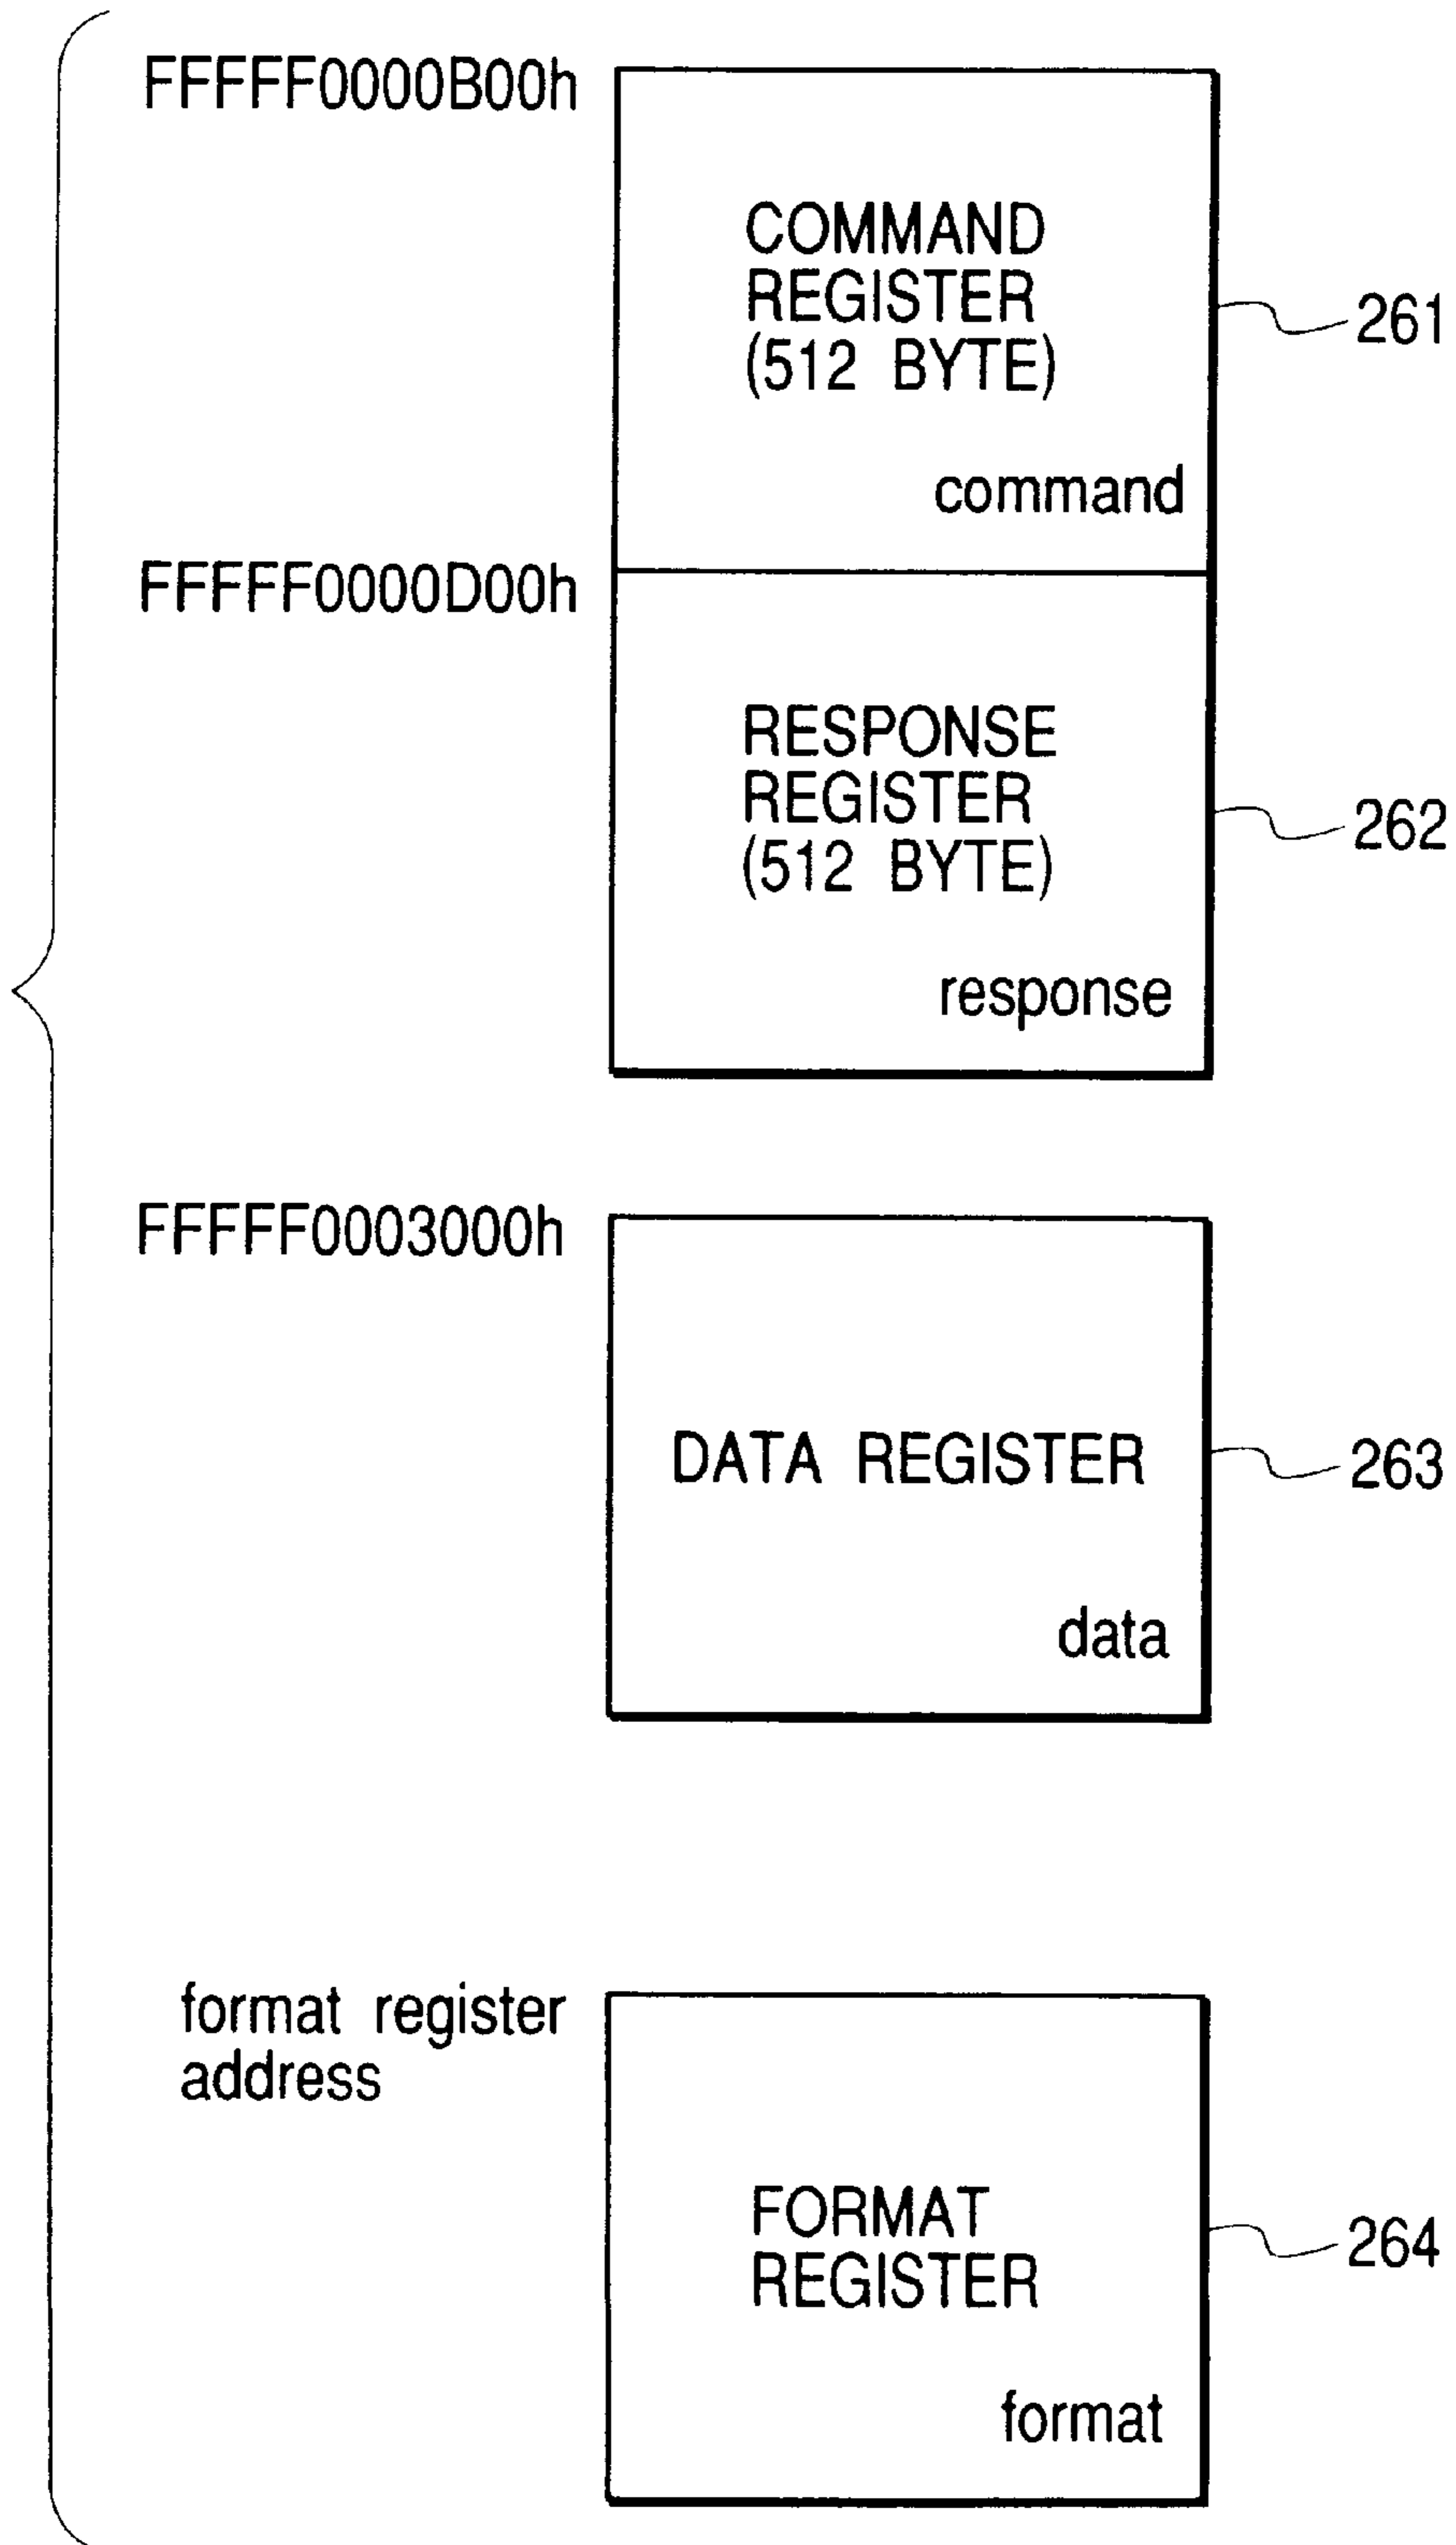 FFFFF0000B00h
COMMAND
REGISTER
(512 BYTE)
261
command
FFFFF0000D00h
RESPONSE
REGISTER
(512 BYTE)
262
response
FFFFF0003000h
DATA REGISTER
263
data
format register
address
FORMAT
REGISTER
264
format